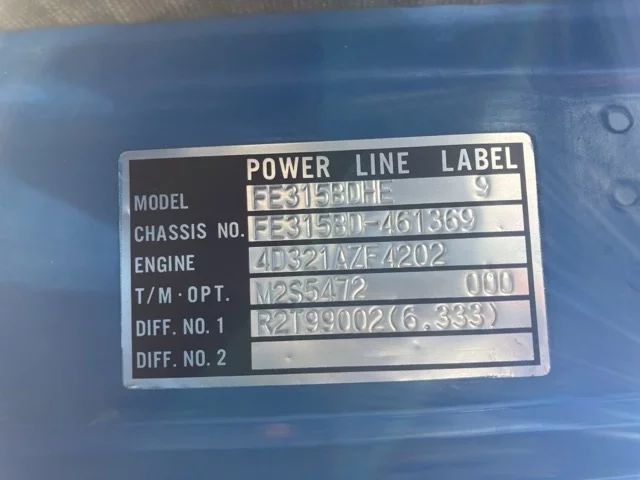 POWER LINE LABEL
MODEL FE315BDHE 9
CHASSIS NO. FE315BD-461369
ENGINE 4D321AZF4202
T/M·OPT. M2S5472 000
DIFF. NO. 1 R2T99002(6.333)
DIFF. NO. 2